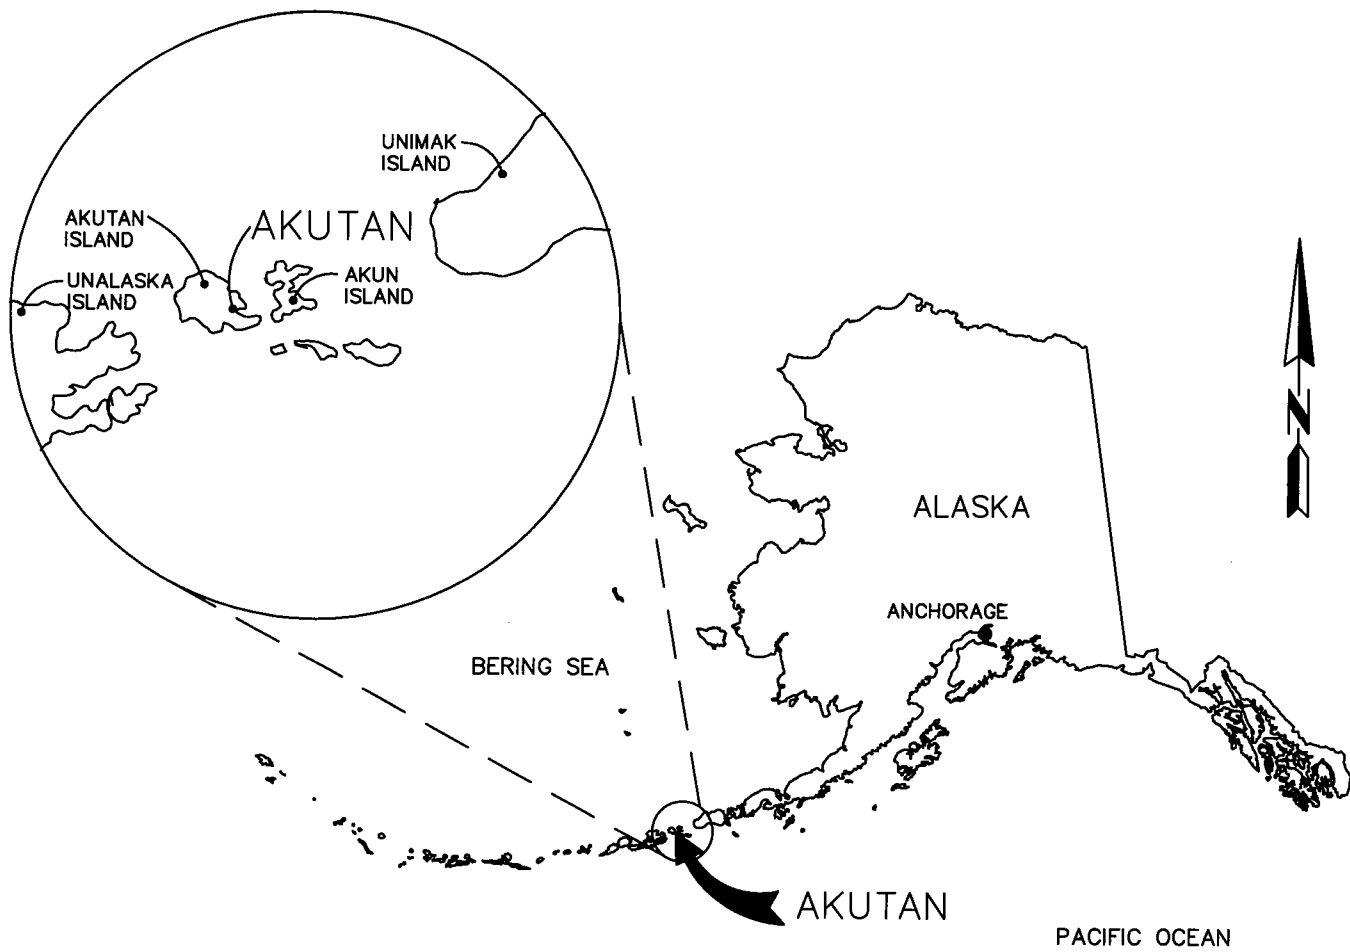 UNIMAK
ISLAND
AKUTAN
ISLAND
AKUTAN
UNALASKA
ISLAND
AKUN
ISLAND
N
ALASKA
ANCHORAGE
BERING SEA
AKUTAN
PACIFIC OCEAN